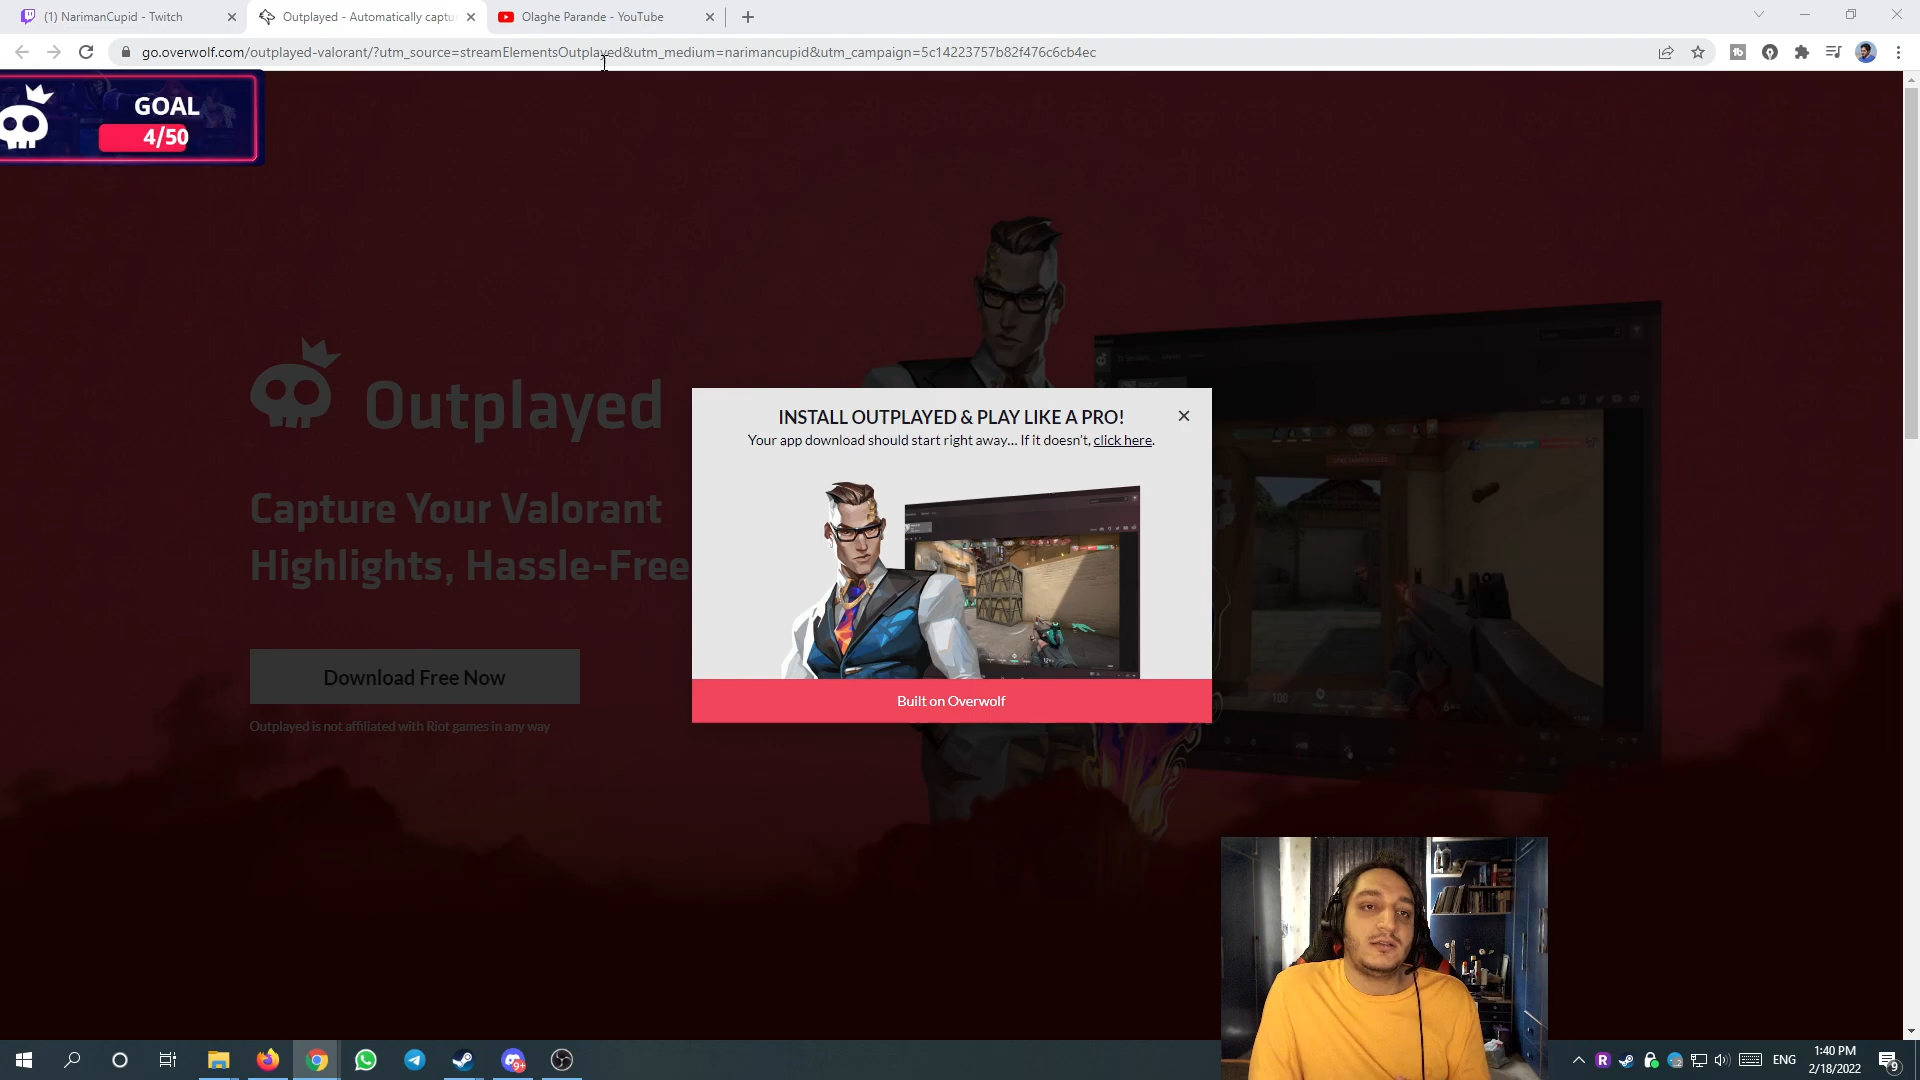 (1) NarimanCupid - Twitch
Outplayed - Automatically captu
Olaghe Parande - YouTube
go.overwolf.com/outplayed-valorant/?utm_source=streamElementsOutplayed&utm_medium=narimancupid&utm_campaign=5c14223757b82f476c6cb4ec
GOAL
4/50
Outplayed
Capture Your Valorant
Highlights, Hassle-Free
Download Free Now
Outplayed is not affiliated with Riot games in any way
INSTALL OUTPLAYED & PLAY LIKE A PRO!
Your app download should start right away... If it doesn't, click here.
Built on Overwolf
100
9+
ENG
1:40 PM
2/18/2022
9